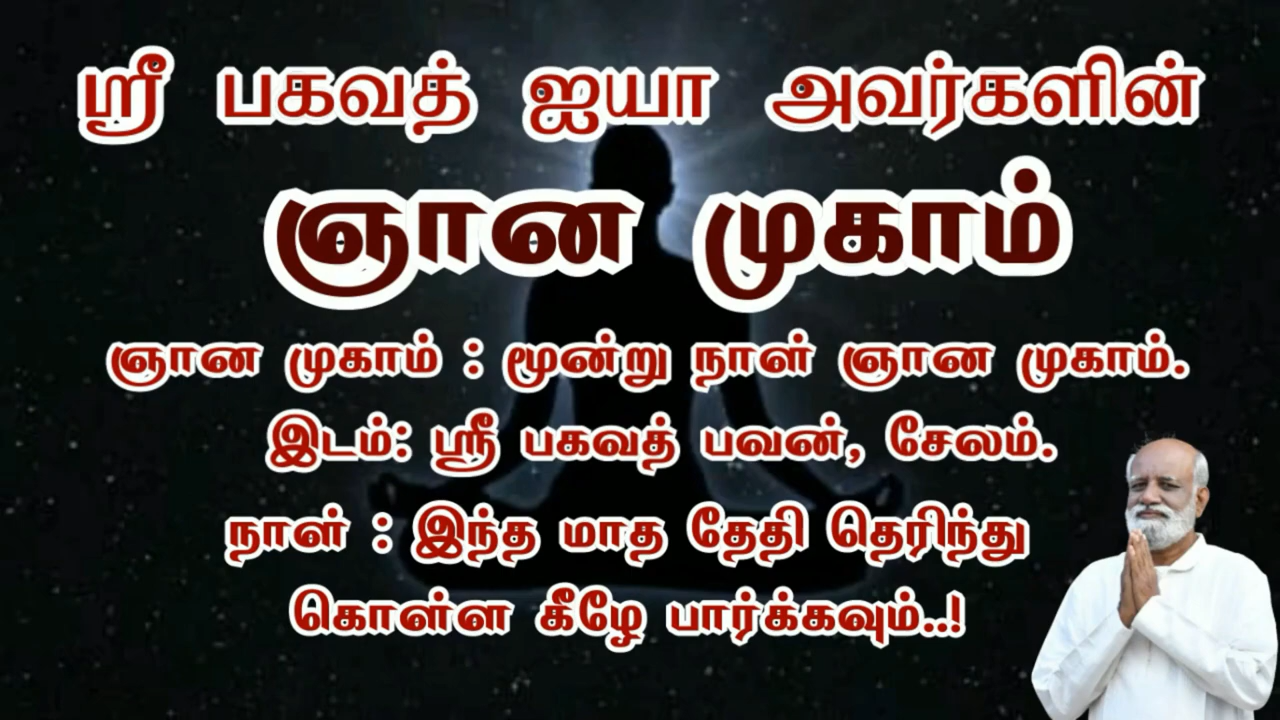 ஸ்ரீ பகவத் ஐயா அவர்களின்
ஞான முகாம்
ஞான முகாம் : மூன்று நாள் ஞான முகாம்.
இடம்: ஸ்ரீ பகவத் பவன், சேலம்.
நாள் : இந்த மாத தேதி தெரிந்து
கொள்ள கீழே பார்க்கவும்..!